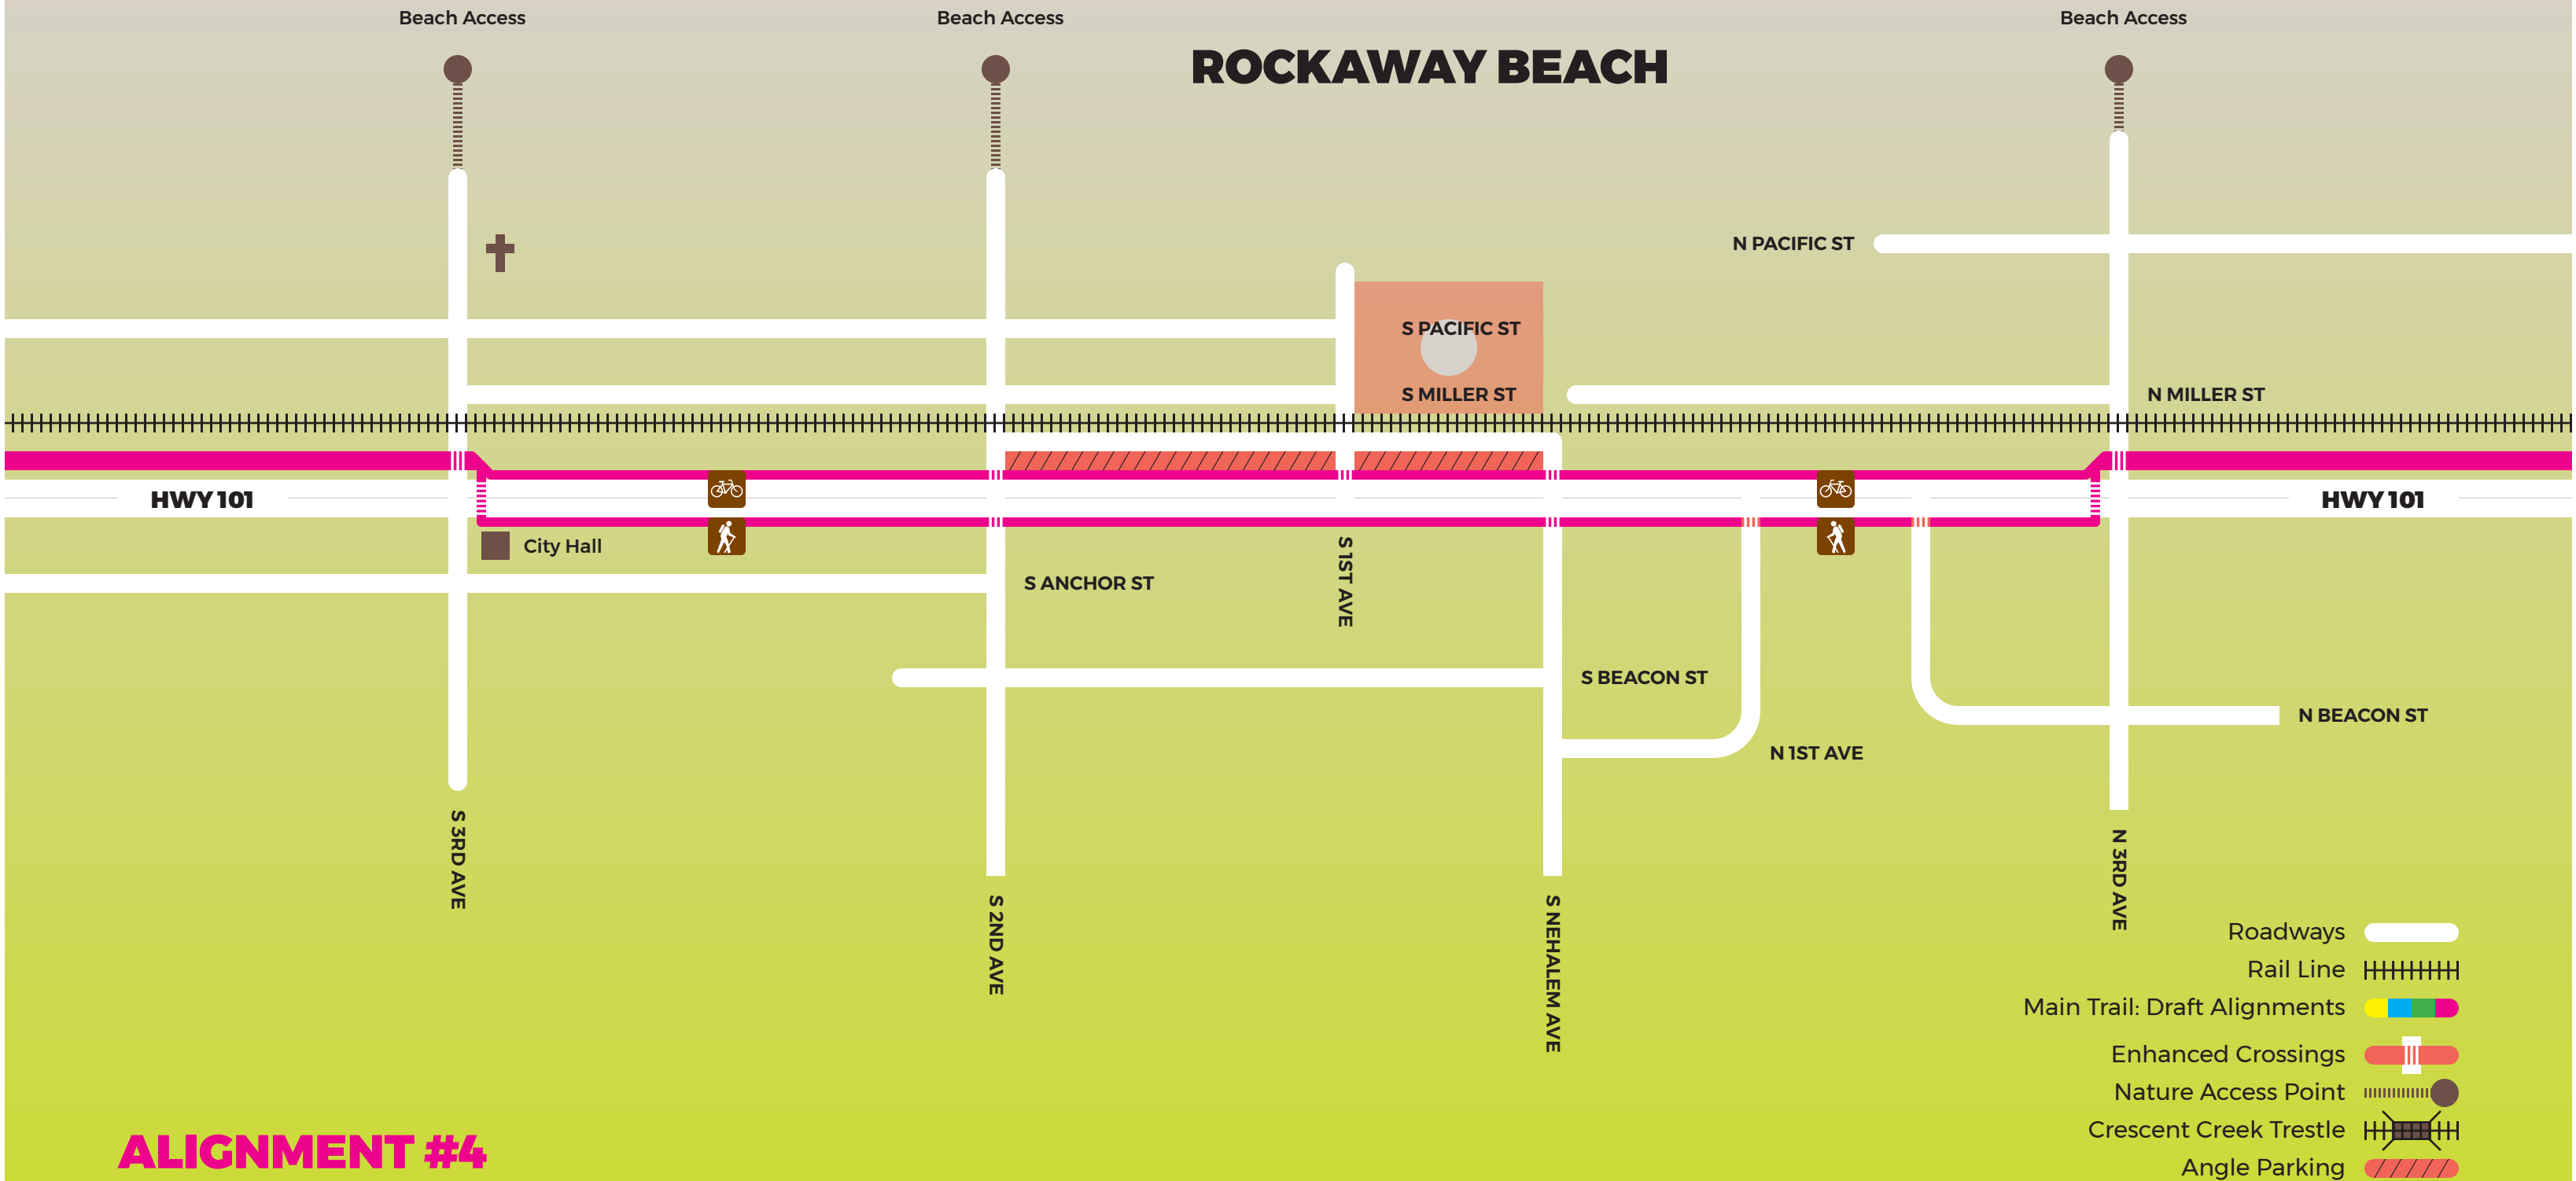 Beach Access
Beach Access
Beach Access
ROCKAWAY BEACH
N PACIFIC ST
S PACIFIC ST
S MILLER ST
N MILLER ST
HWY 101
HWY 101
City Hall
S 1ST AVE
S ANCHOR ST
S BEACON ST
N BEACON ST
N 1ST AVE
S 3RD AVE
N 3RD AVE
S 2ND AVE
S NEHALEM AVE
Roadways
Rail Line
Main Trail: Draft Alignments
Enhanced Crossings
Nature Access Point
Crescent Creek Trestle
Angle Parking
ALIGNMENT #4